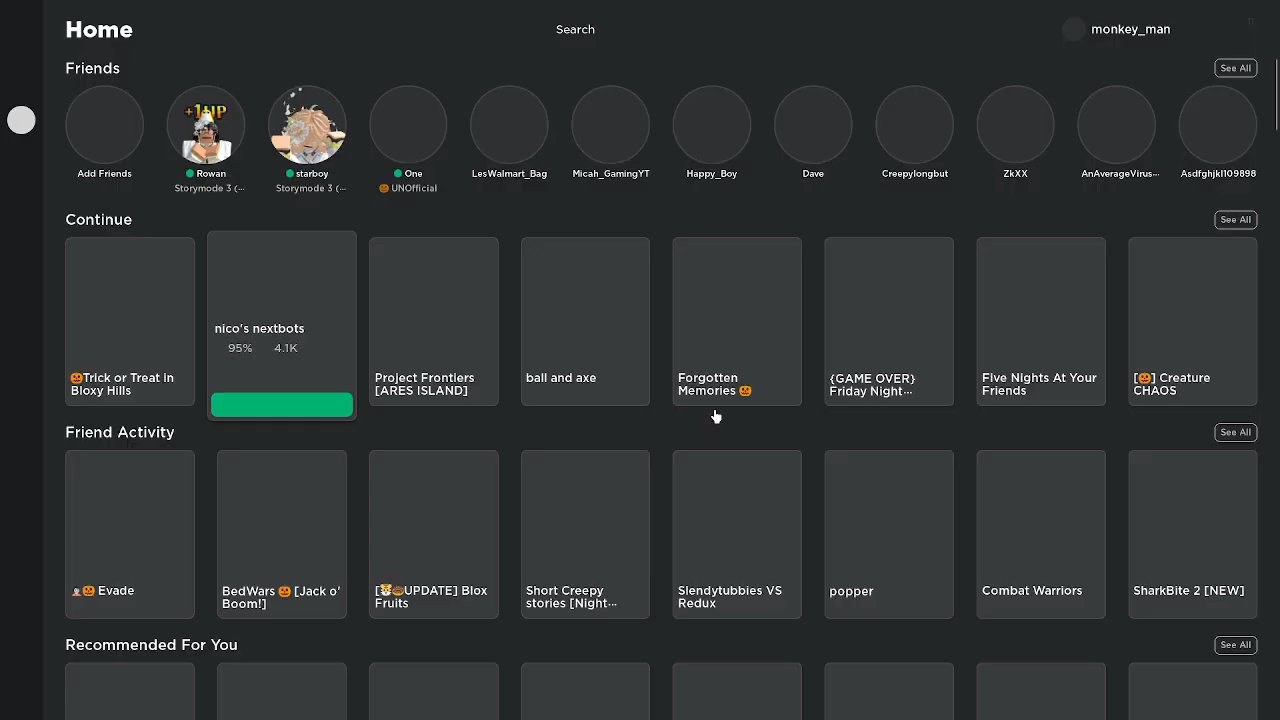 Home
Search
monkey_man
11
Friends
See All
+1UP
Add Friends
Rowan
starboy
One
LesWalmart_Bag
Micah_GamingYT
Happy_Boy
Dave
Creepylongbut
ZkXX
AnAverageVirus...
Asdfghjkl1109898
Storymode 3 (...
Storymode 3 (...
🎃 UNOfficial
Continue
See All
🎃Trick or Treat in
Bloxy Hills
nico's nextbots
95%
4.1K
Project Frontiers
[ARES ISLAND]
ball and axe
Forgotten
Memories 🎃
{GAME OVER}
Friday Night...
Five Nights At Your
Friends
[🎃] Creature
CHAOS
Friend Activity
See All
🎃 Evade
BedWars 🎃 [Jack o'
Boom!]
[🐯🍩UPDATE] Blox
Fruits
Short Creepy
stories [Night...
Slendytubbies VS
Redux
popper
Combat Warriors
SharkBite 2 [NEW]
Recommended For You
See All